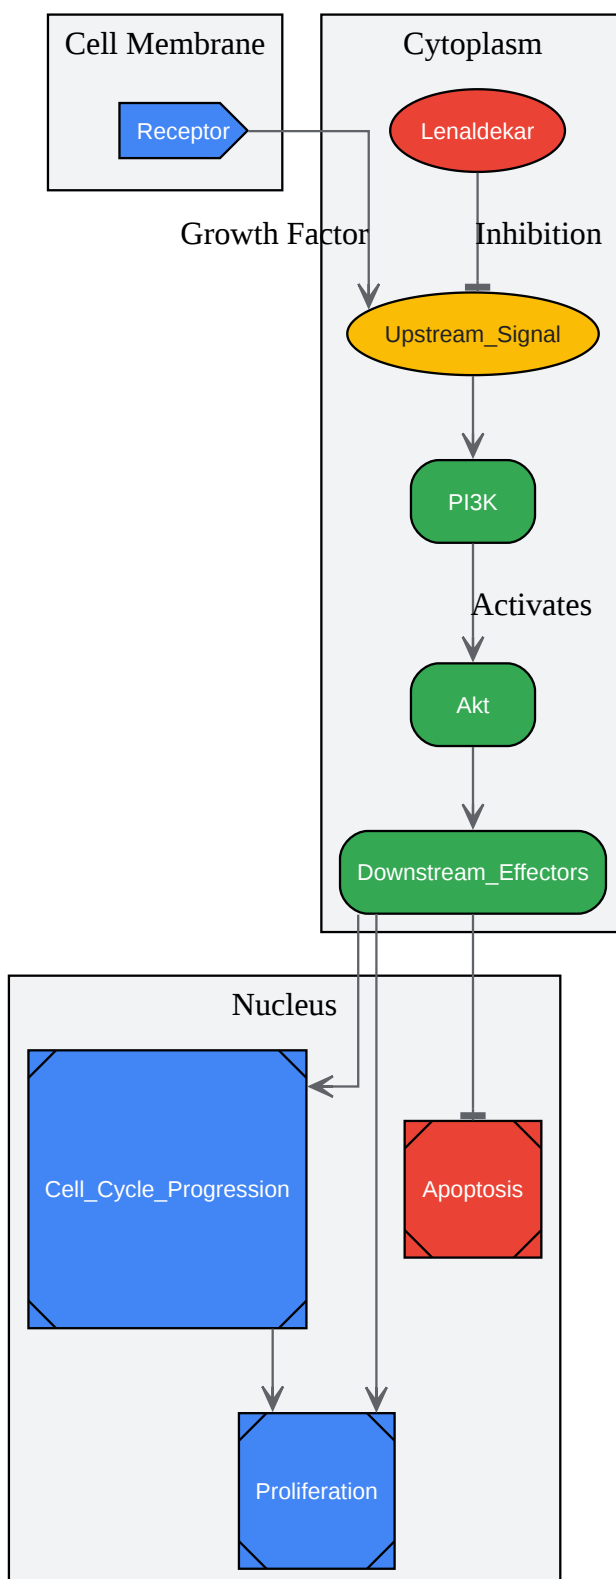 Cell Membrane
Cytoplasm
Receptor
Lenaldekar
Growth Factor
Inhibition
Upstream_Signal
PI3K
Activates
Akt
Downstream_Effectors
Nucleus
Cell_Cycle_Progression
Apoptosis
Proliferation